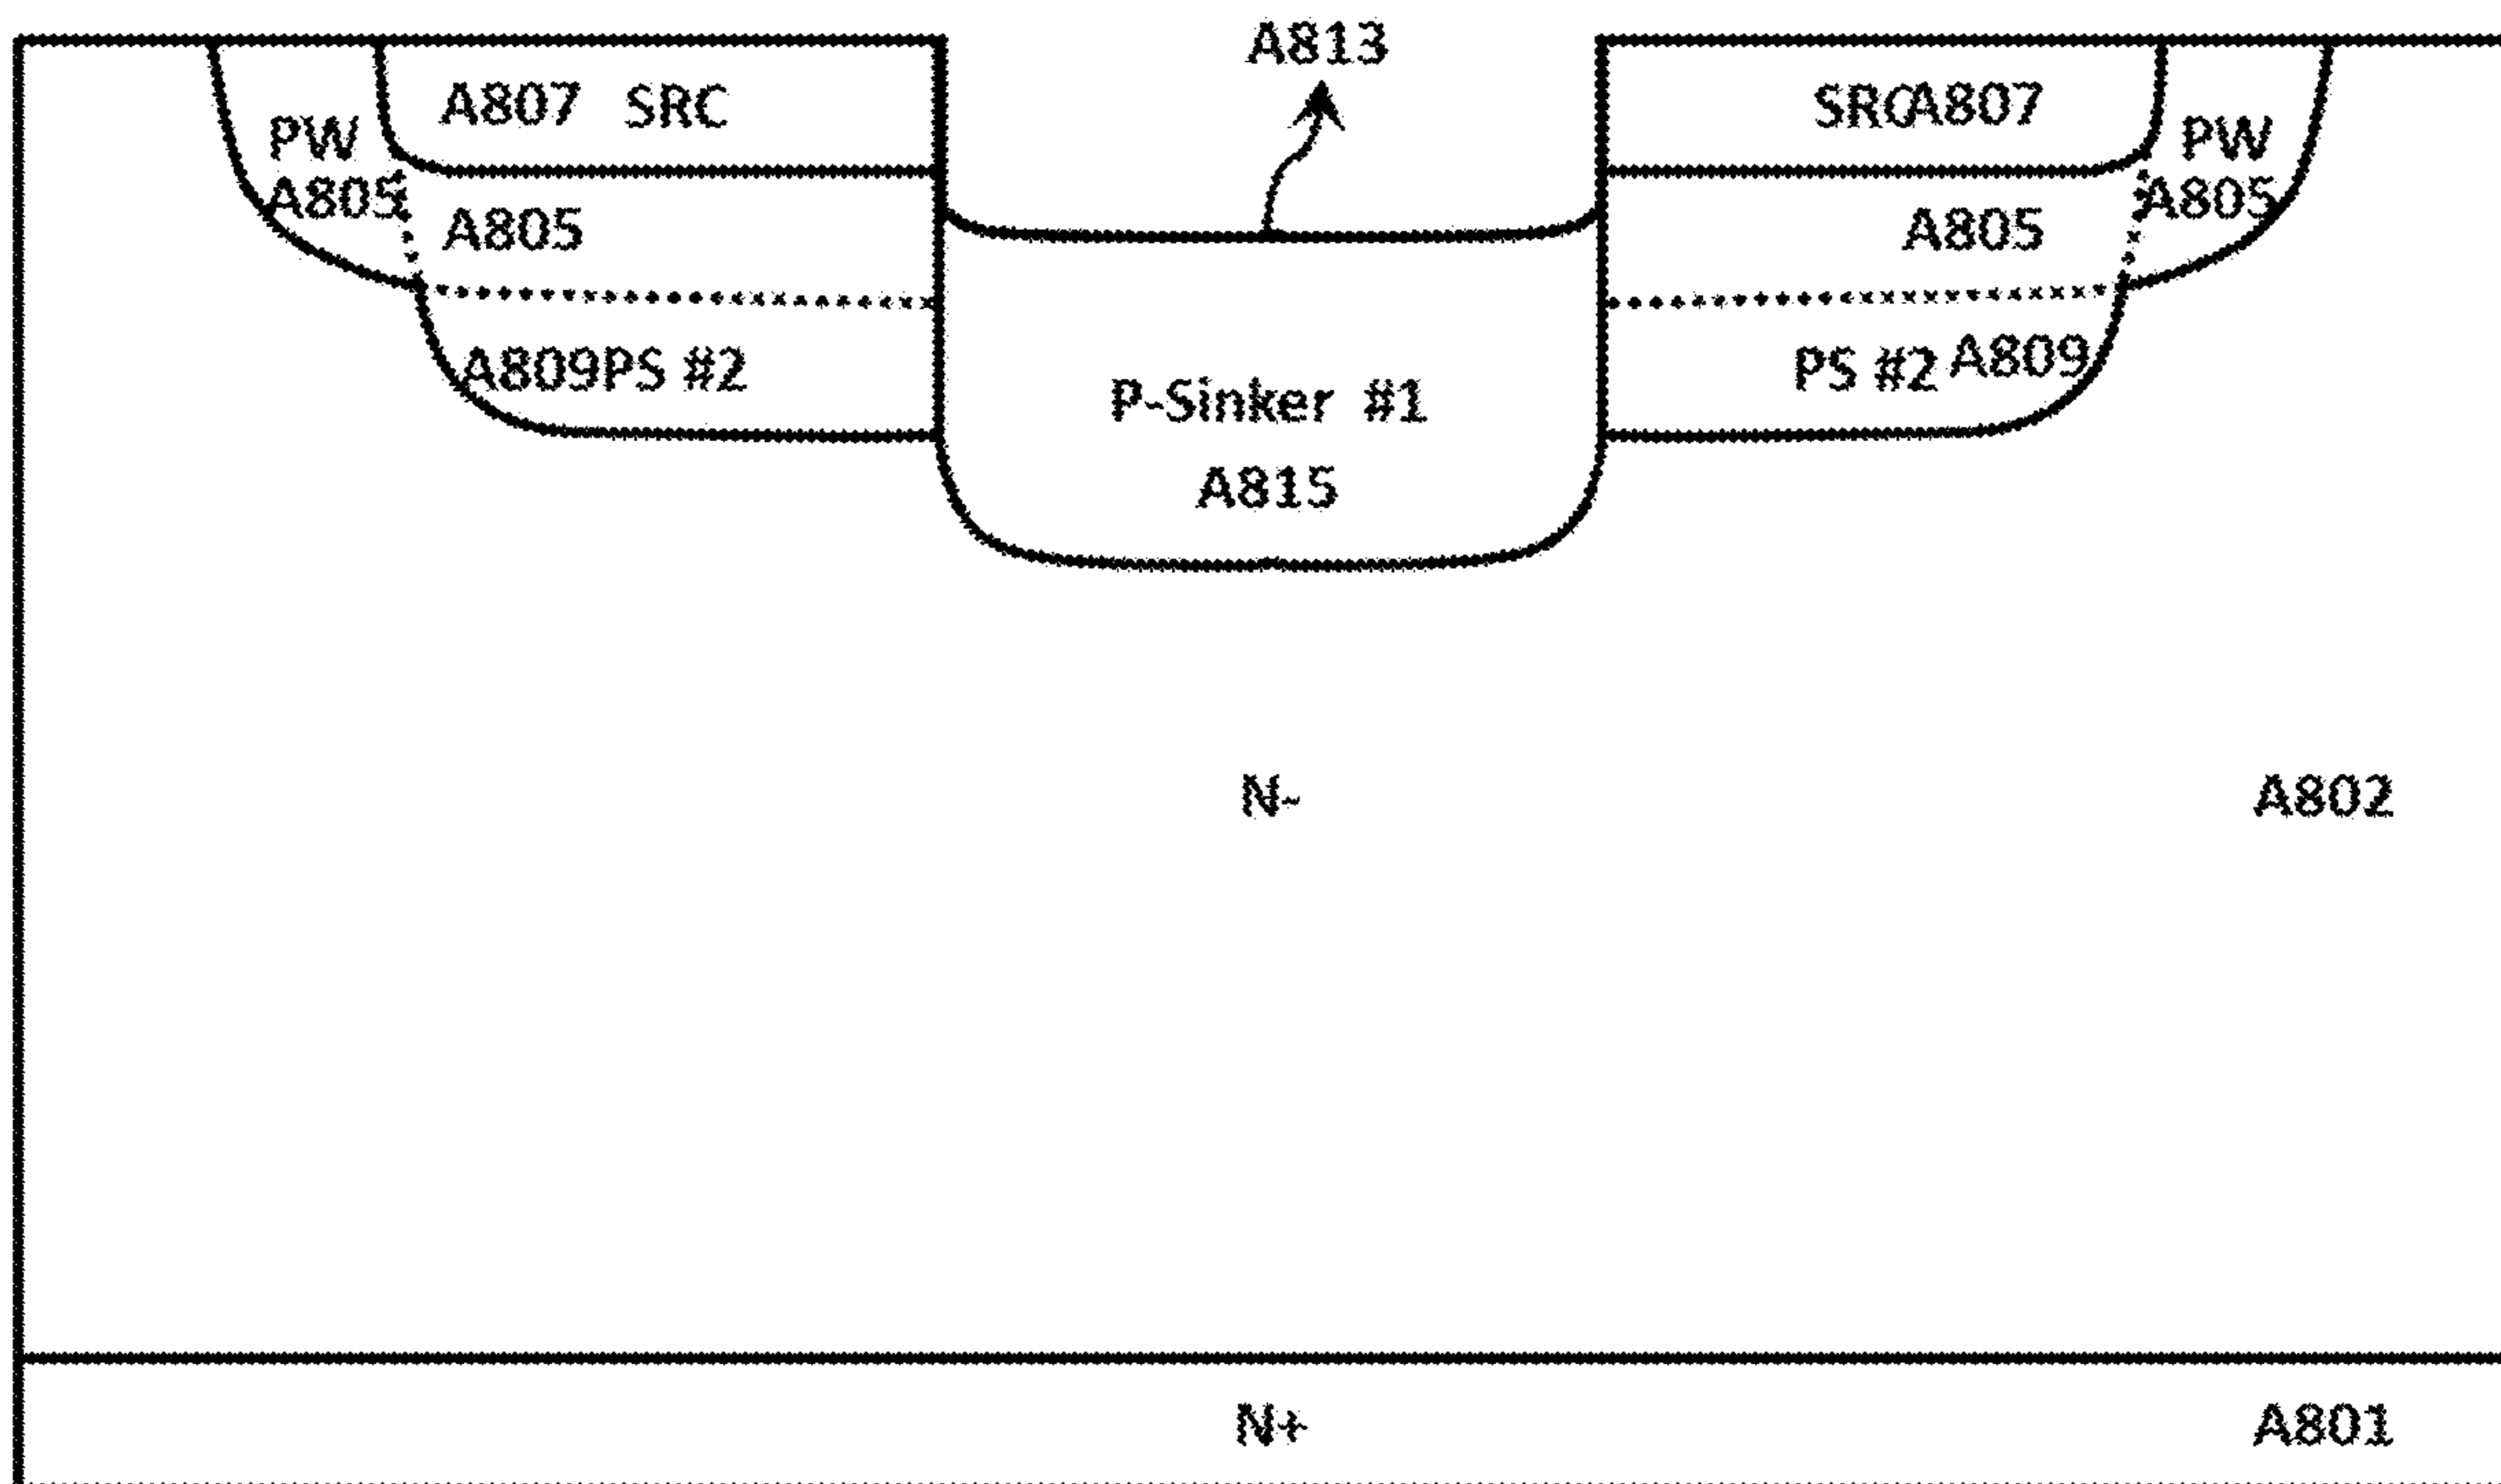 A813
A807 SRC
SRCA807
PW
PW
A805
A805
A805
A805
A809PS #2
PS #2 A809
P-Sinker #1
A815
N-
A802
N+
A801